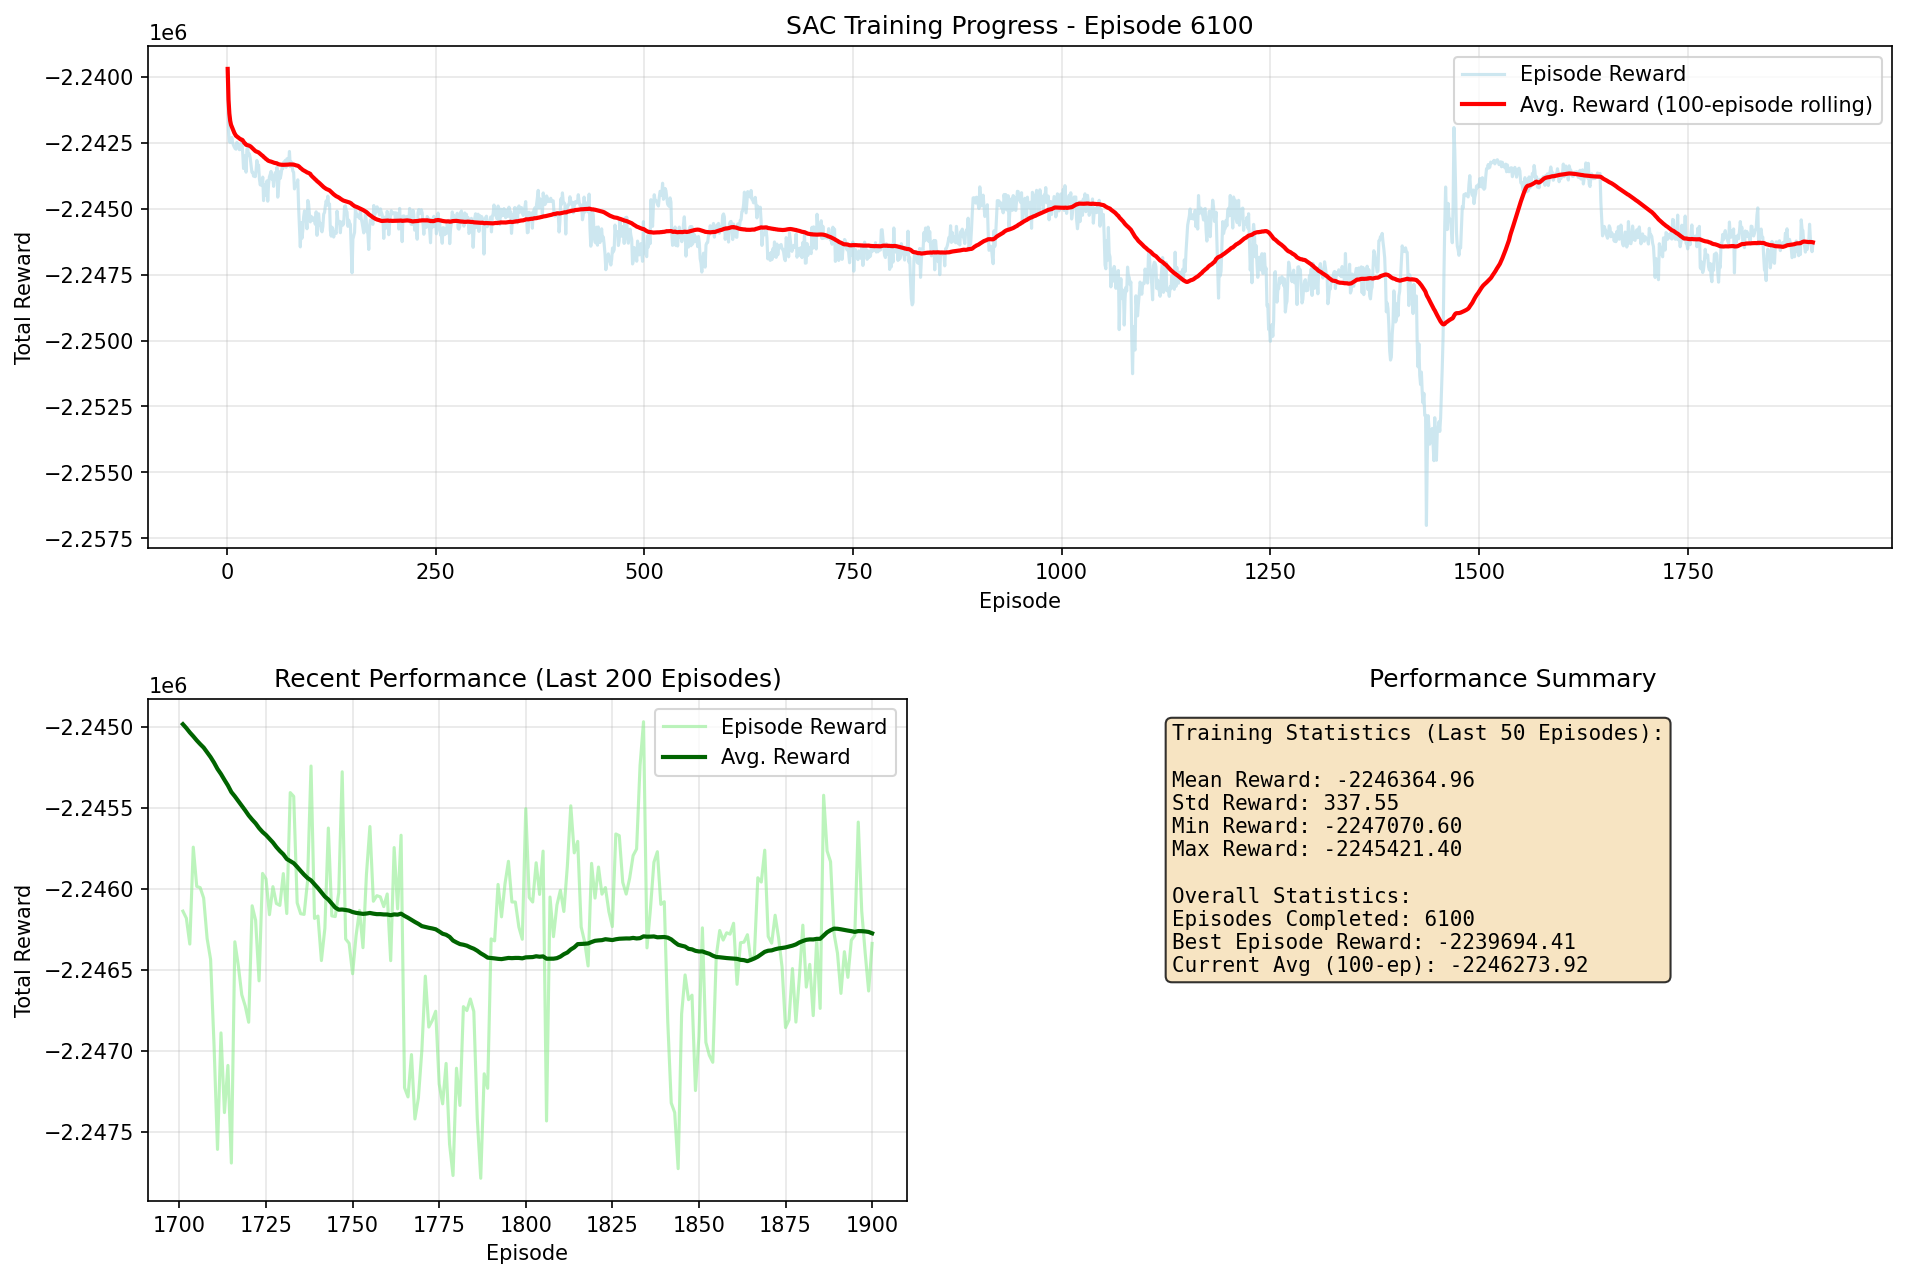 SAC Training Progress - Episode 6100
1e6
−2.2400
−2.2425
−2.2450
−2.2475
−2.2500
−2.2525
−2.2550
−2.2575
Total Reward
Episode Reward
Avg. Reward (100-episode rolling)
0 250 500 750 1000 1250 1500 1750
Episode
Recent Performance (Last 200 Episodes)
1e6
−2.2450
−2.2455
−2.2460
−2.2465
−2.2470
−2.2475
Total Reward
Episode Reward
Avg. Reward
1700 1725 1750 1775 1800 1825 1850 1875 1900
Episode
Performance Summary
Training Statistics (Last 50 Episodes):
Mean Reward: -2246364.96
Std Reward: 337.55
Min Reward: -2247070.60
Max Reward: -2245421.40
Overall Statistics:
Episodes Completed: 6100
Best Episode Reward: -2239694.41
Current Avg (100-ep): -2246273.92